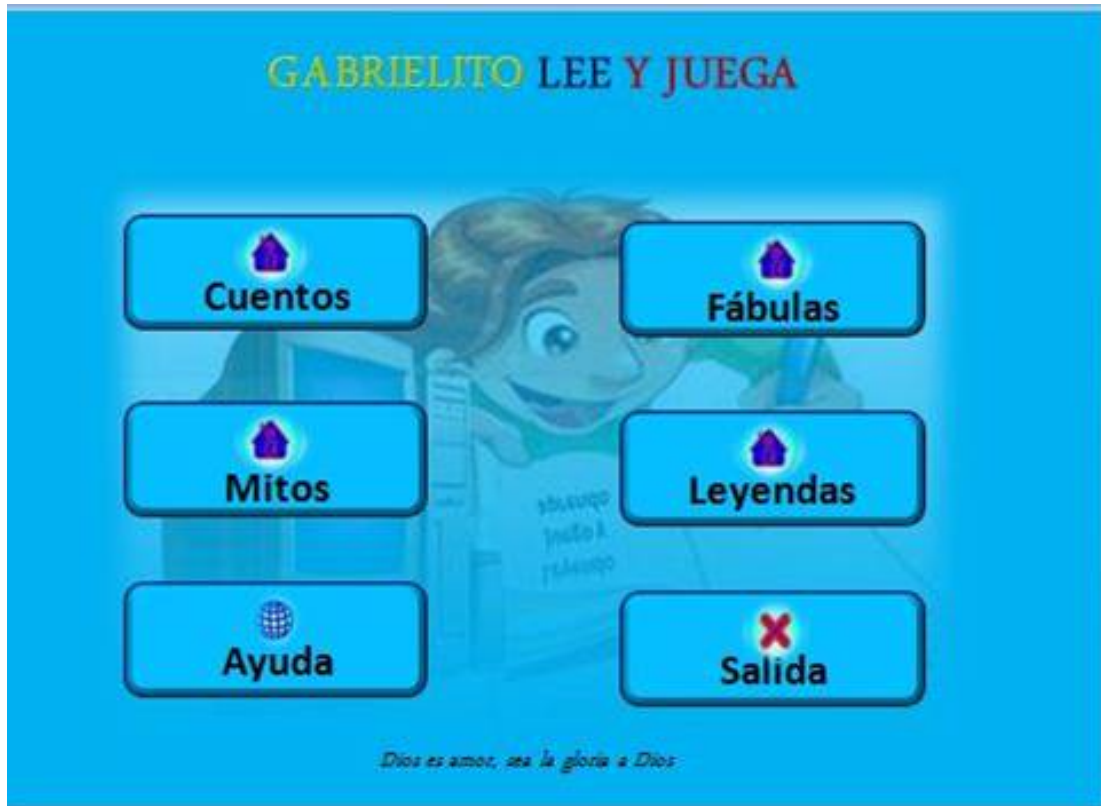 GABRIELITO LEE Y JUEGA
Cuentos
Fábulas
Mitos
Leyendas
Ayuda
Salida
Dios es amor, sea la gloria a Dios